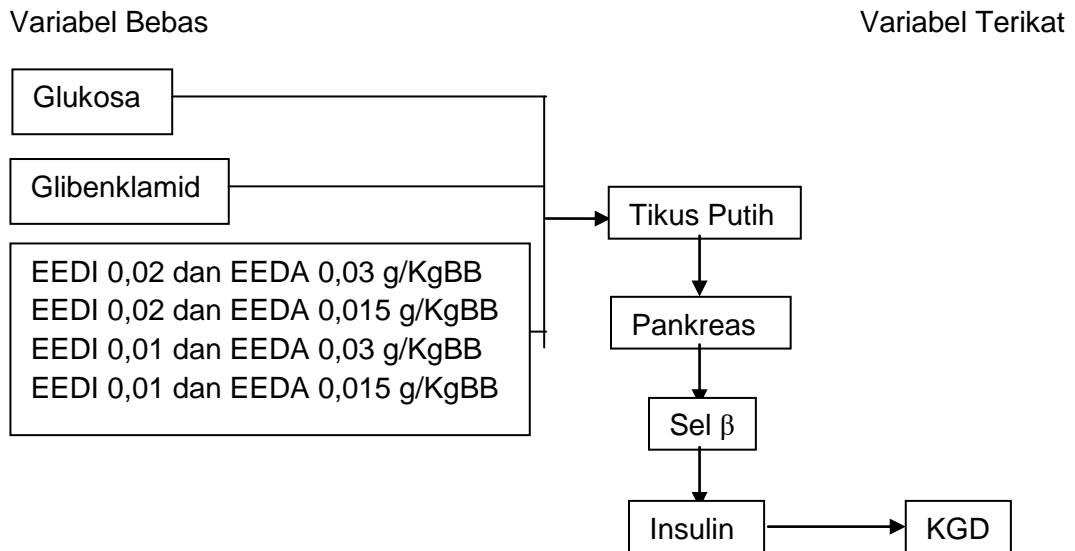 Variabel Bebas
Variabel Terikat
Glukosa
Glibenklamid
EEDI 0,02 dan EEDA 0,03 g/KgBB
EEDI 0,02 dan EEDA 0,015 g/KgBB
EEDI 0,01 dan EEDA 0,03 g/KgBB
EEDI 0,01 dan EEDA 0,015 g/KgBB
Tikus Putih
Pankreas
Sel β
Insulin
KGD